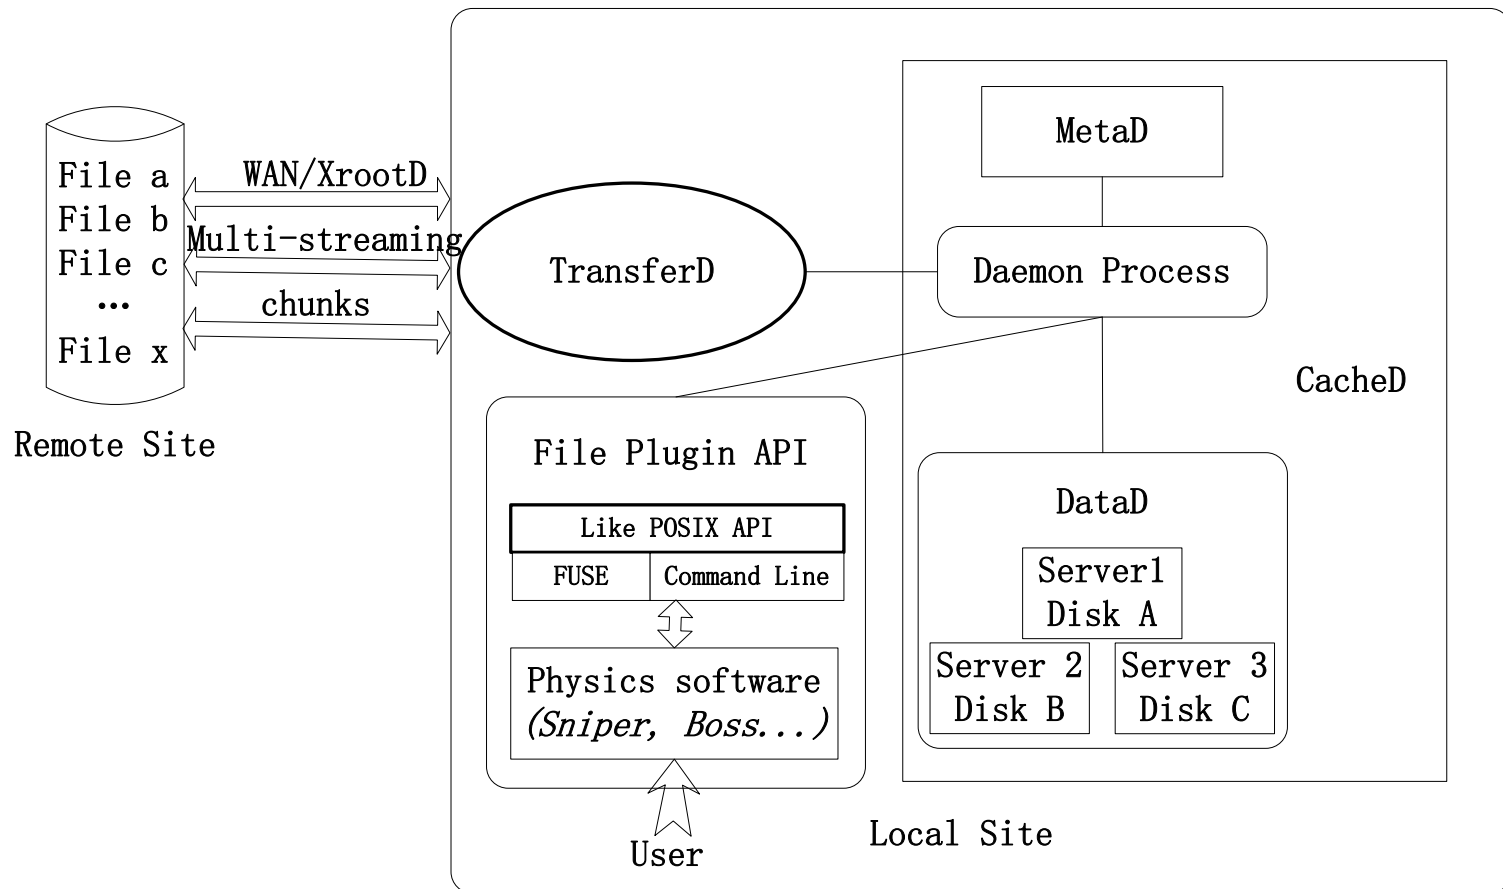 File a
File b
File c
...
File x
Remote Site
WAN/XrootD
Multi-streaming
chunks
TransferD
MetaD
Daemon Process
CacheD
File Plugin API
Like POSIX API
FUSE
Command Line
Physics software
(Sniper, Boss...)
User
DataD
Server1
Disk A
Server 2
Disk B
Server 3
Disk C
Local Site